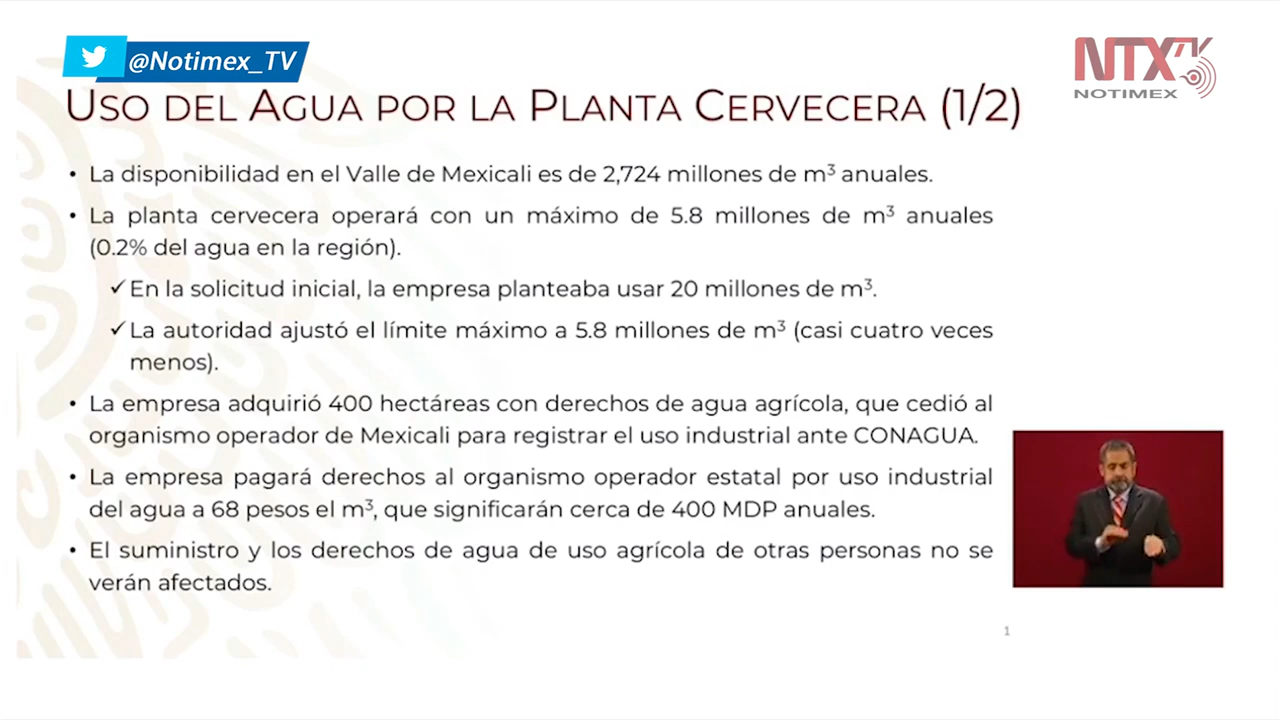 @Notimex_TV
NTX TV
NOTIMEX
USO DEL AGUA POR LA PLANTA CERVECERA (1/2)
• La disponibilidad en el Valle de Mexicali es de 2,724 millones de m³ anuales.
• La planta cervecera operará con un máximo de 5.8 millones de m³ anuales
(0.2% del agua en la región).
✓En la solicitud inicial, la empresa planteaba usar 20 millones de m³.
✓La autoridad ajustó el límite máximo a 5.8 millones de m³ (casi cuatro veces
menos).
• La empresa adquirió 400 hectáreas con derechos de agua agrícola, que cedió al
organismo operador de Mexicali para registrar el uso industrial ante CONAGUA.
• La empresa pagará derechos al organismo operador estatal por uso industrial
del agua a 68 pesos el m³, que significarán cerca de 400 MDP anuales.
• El suministro y los derechos de agua de uso agrícola de otras personas no se
verán afectados.
1